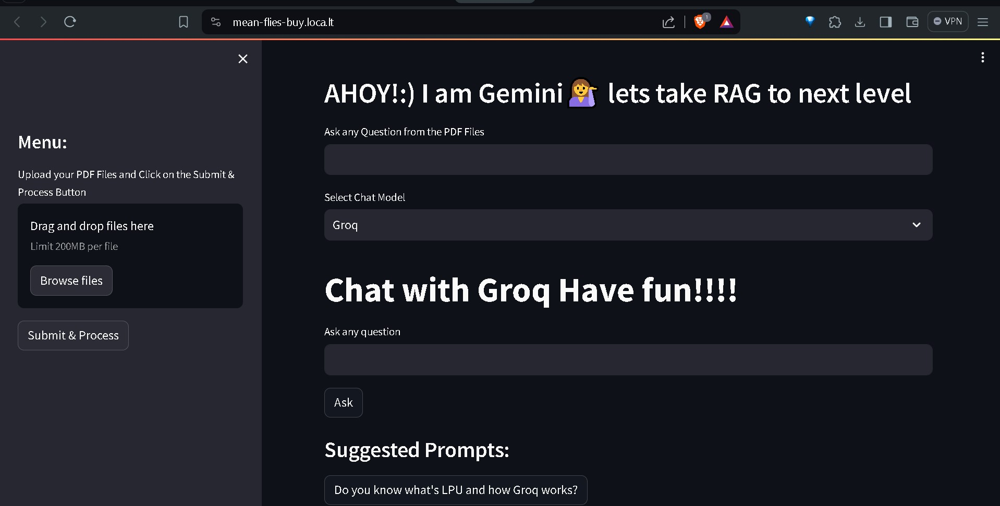 mean-flies-buy.loca.lt
1
VPN
Menu:
Upload your PDF Files and Click on the Submit &
Process Button
Drag and drop files here
Limit 200MB per file
Browse files
Submit & Process
AHOY!:) I am Gemini💁‍♀️ lets take RAG to next level
Ask any Question from the PDF Files
Select Chat Model
Groq
Chat with Groq Have fun!!!!
Ask any question
Ask
Suggested Prompts:
Do you know what's LPU and how Groq works?